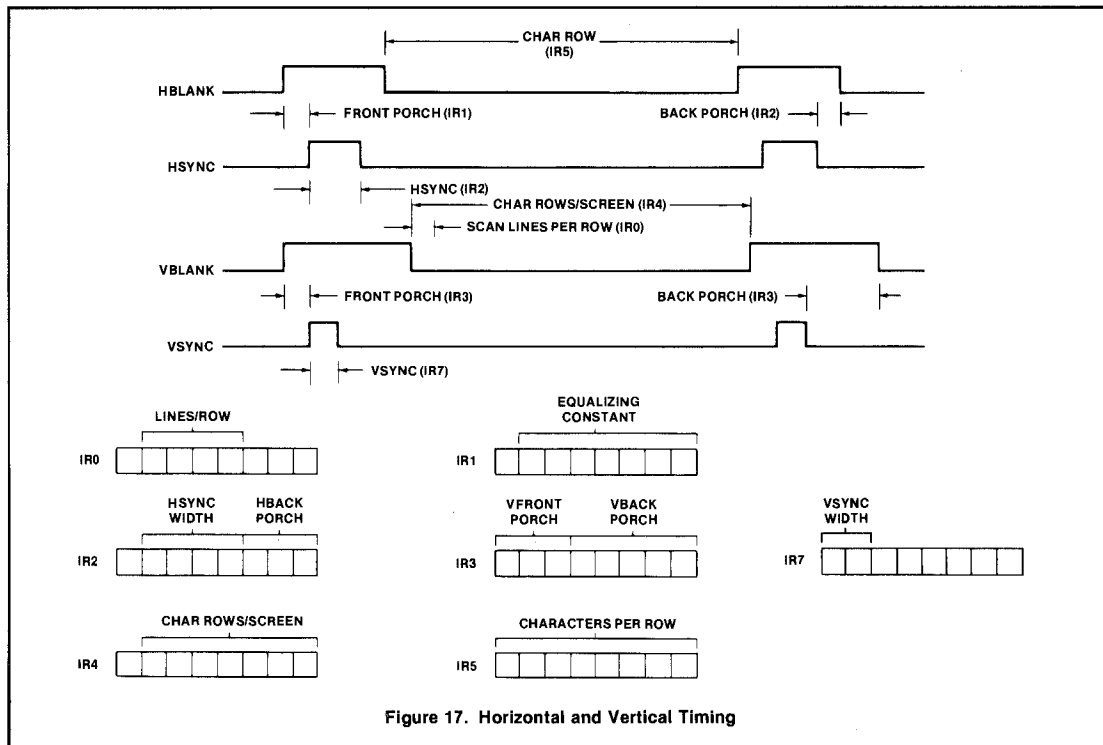 CHAR ROW
(IR5)
HBLANK
FRONT PORCH (IR1)
BACK PORCH (IR2)
HSYNC
HSYNC (IR2)
CHAR ROWS/SCREEN (IR4)
SCAN LINES PER ROW (IR0)
VBLANK
FRONT PORCH (IR3)
BACK PORCH (IR3)
VSYNC
VSYNC (IR7)
LINES/ROW
IR0
EQUALIZING
CONSTANT
IR1
HSYNC
WIDTH
HBACK
PORCH
IR2
VFRONT
PORCH
VBACK
PORCH
IR3
VSYNC
WIDTH
IR7
CHAR ROWS/SCREEN
IR4
CHARACTERS PER ROW
IR5
Figure 17. Horizontal and Vertical Timing